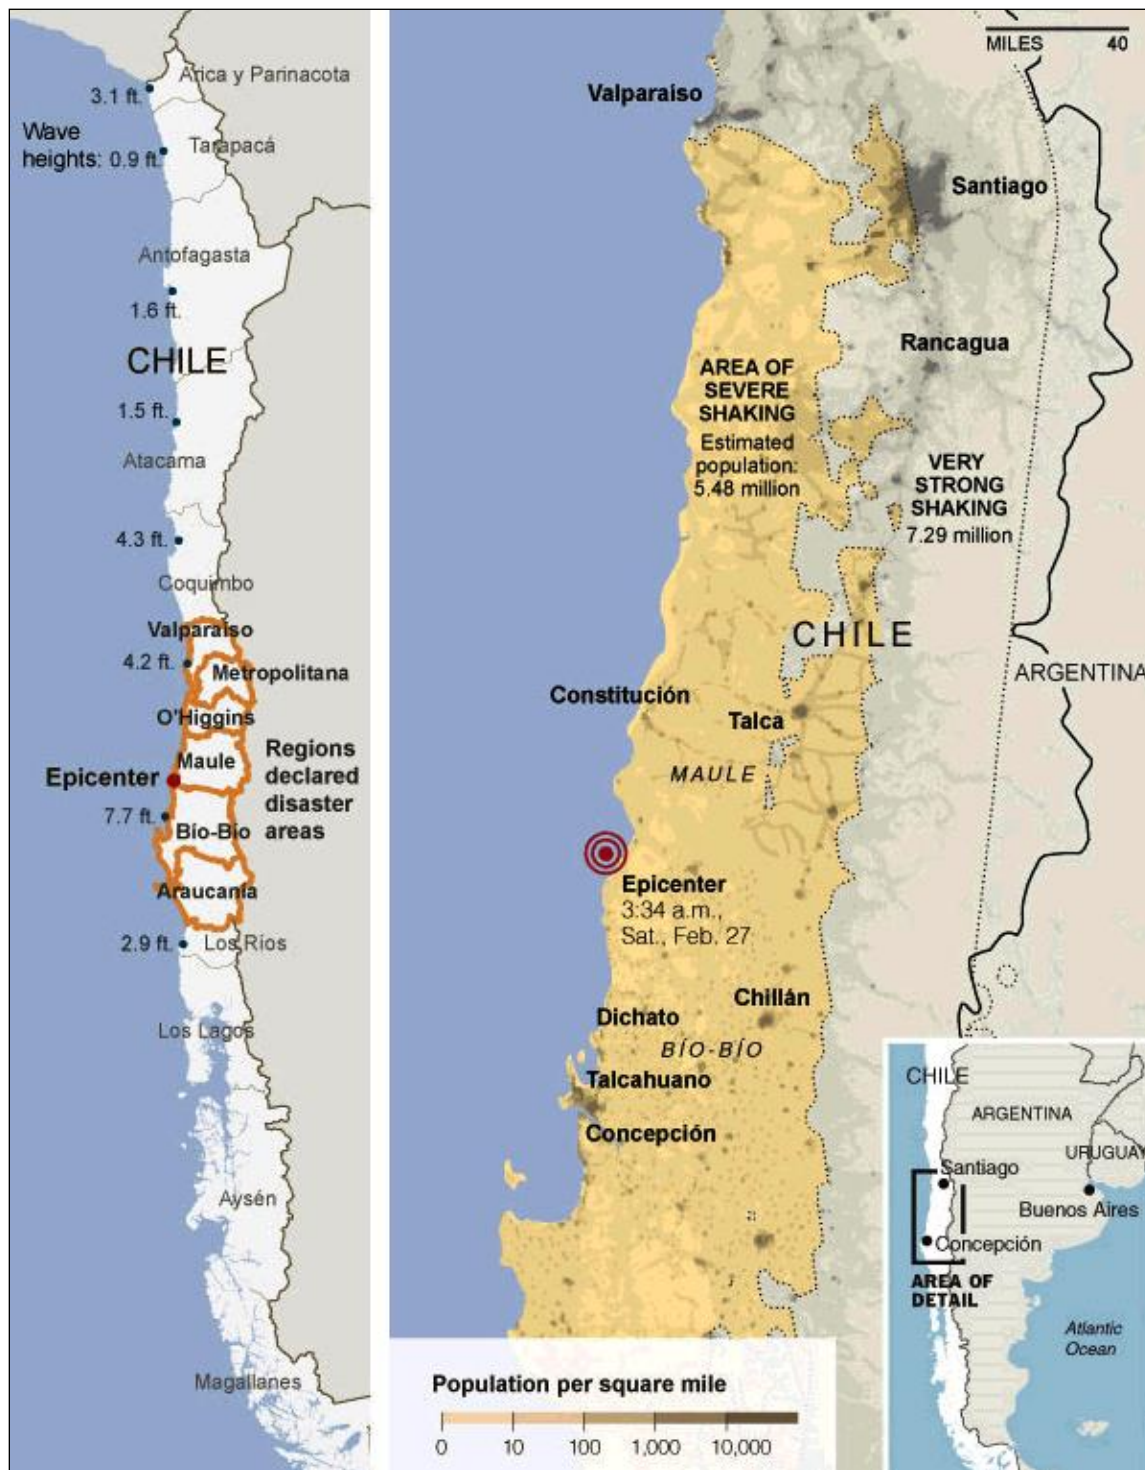 Arica y Parinacota
3.1 ft.
Wave
heights: 0.9 ft.
Tarapacá
Antofagasta
1.6 ft.
CHILE
1.5 ft.
Atacama
4.3 ft.
Coquimbo
Valparaíso
4.2 ft.
Metropolitana
O'Higgins
Maule
Epicenter
Regions
declared
disaster
areas
7.7 ft.
Bío-Bío
Araucanía
2.9 ft.
Los Ríos
Los Lagos
Aysén
Magallanes
MILES 40
Valparaíso
Santiago
Rancagua
AREA OF
SEVERE
SHAKING
Estimated
population:
5.48 million
VERY
STRONG
SHAKING
7.29 million
CHILE
ARGENTINA
Constitución
Talca
MAULE
Epicenter
3:34 a.m.,
Sat., Feb. 27
Chillán
Dichato
BÍO-BÍO
Talcahuano
Concepción
CHILE
ARGENTINA
URUGUAY
Santiago
Buenos Aires
Concepción
AREA OF
DETAIL
Atlantic
Ocean
Population per square mile
0 10 100 1,000 10,000